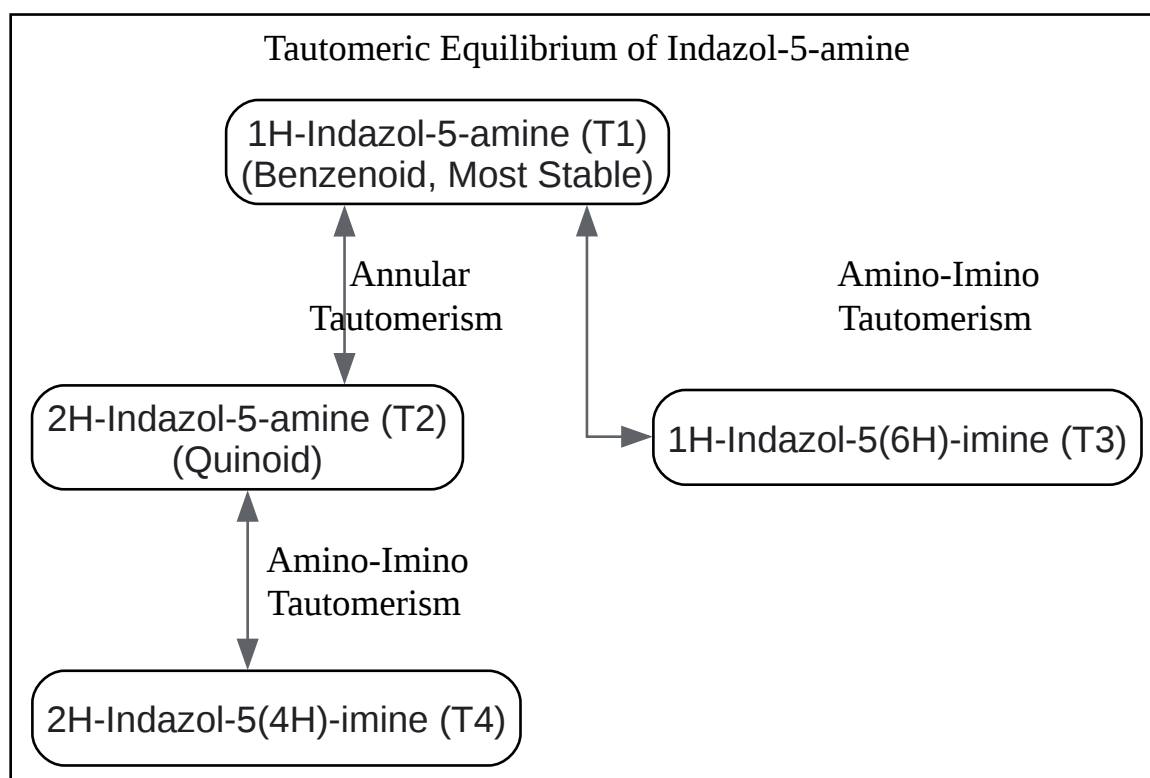 Tautomeric Equilibrium of Indazol-5-amine
1H-Indazol-5-amine (T1)
(Benzenoid, Most Stable)
Annular
Tautomerism
Amino-Imino
Tautomerism
2H-Indazol-5-amine (T2)
(Quinoid)
1H-Indazol-5(6H)-imine (T3)
Amino-Imino
Tautomerism
2H-Indazol-5(4H)-imine (T4)